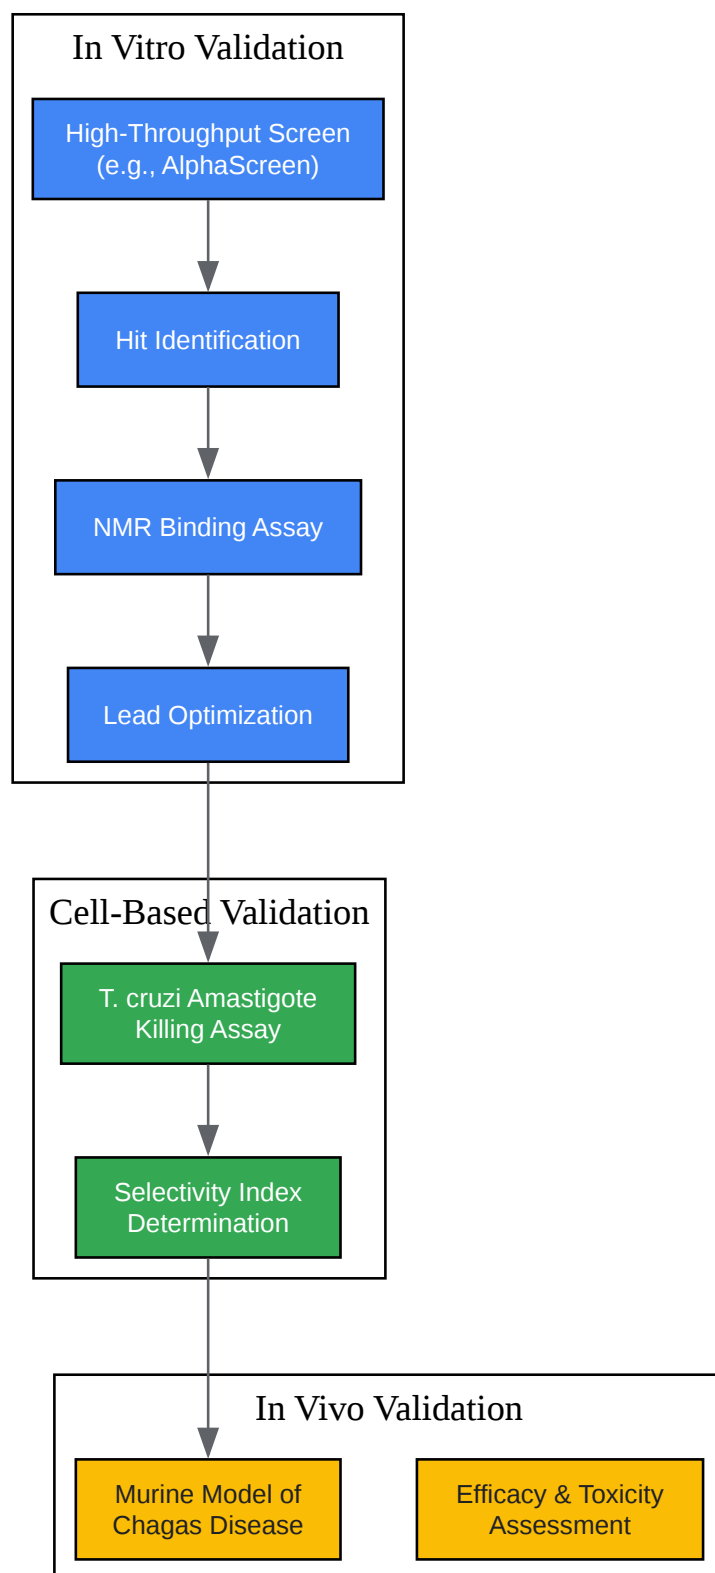 In Vitro Validation
High-Throughput Screen
(e.g., AlphaScreen)
Hit Identification
NMR Binding Assay
Lead Optimization
Cell-Based Validation
T. cruzi Amastigote
Killing Assay
Selectivity Index
Determination
In Vivo Validation
Murine Model of
Chagas Disease
Efficacy & Toxicity
Assessment